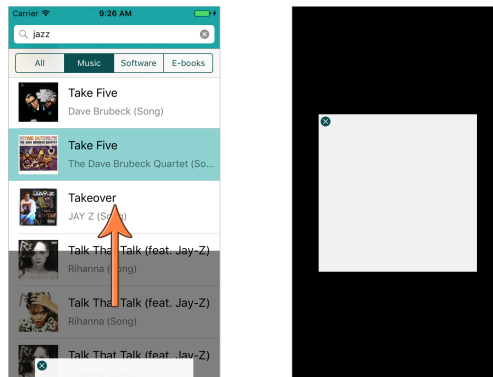 Carrier 9:26 AM
jazz
All Music Software E-books
Take Five
Dave Brubeck (Song)
Take Five
The Dave Brubeck Quartet (So...
Takeover
JAY Z (Song)
Talk That Talk (feat. Jay-Z)
Rihanna (Song)
Talk That Talk (feat. Jay-Z)
Rihanna (Song)
Talk That Talk (feat. Jay-Z)